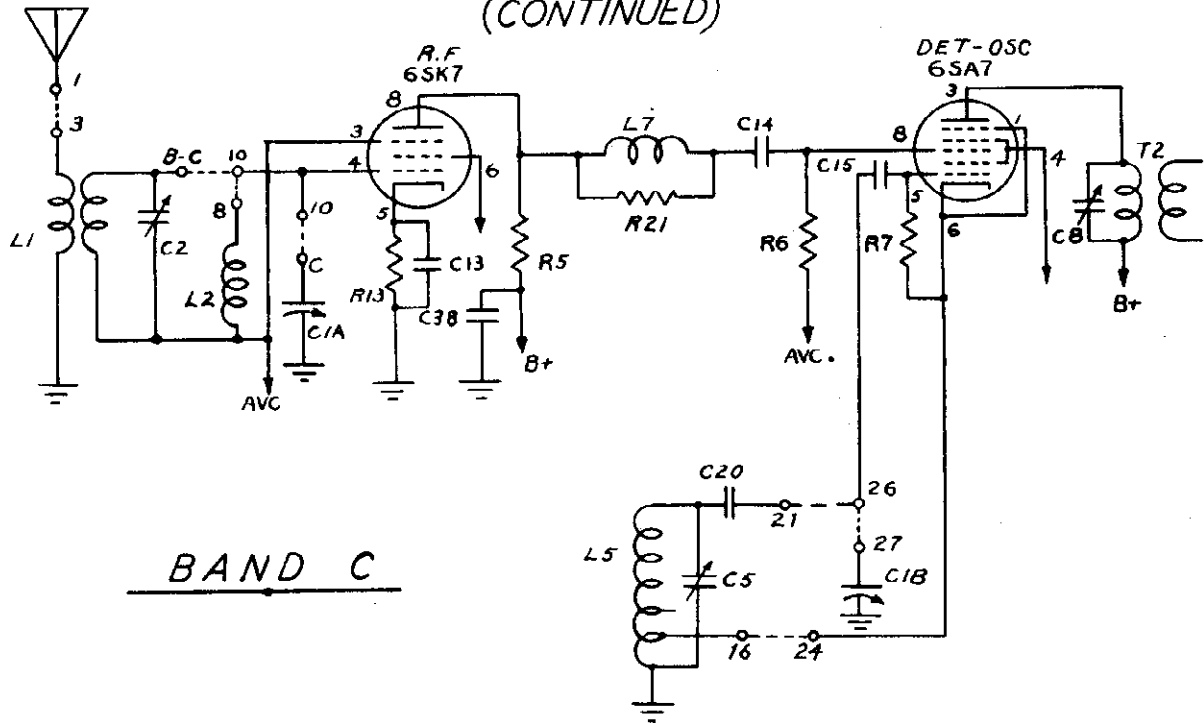 (CONTINUED)
R.F
6SK7
DET-OSC
6SA7
1
3
8
3
4
6
5
B-C
10
8
10
C
L1
C2
L2
C1A
AVC
R13
C13
C38
R5
B+
L7
R21
C14
C15
R6
R7
AVC.
8
5
3
1
4
6
T2
C8
B+
C20
21
26
27
L5
C5
C1B
16
24
BAND C